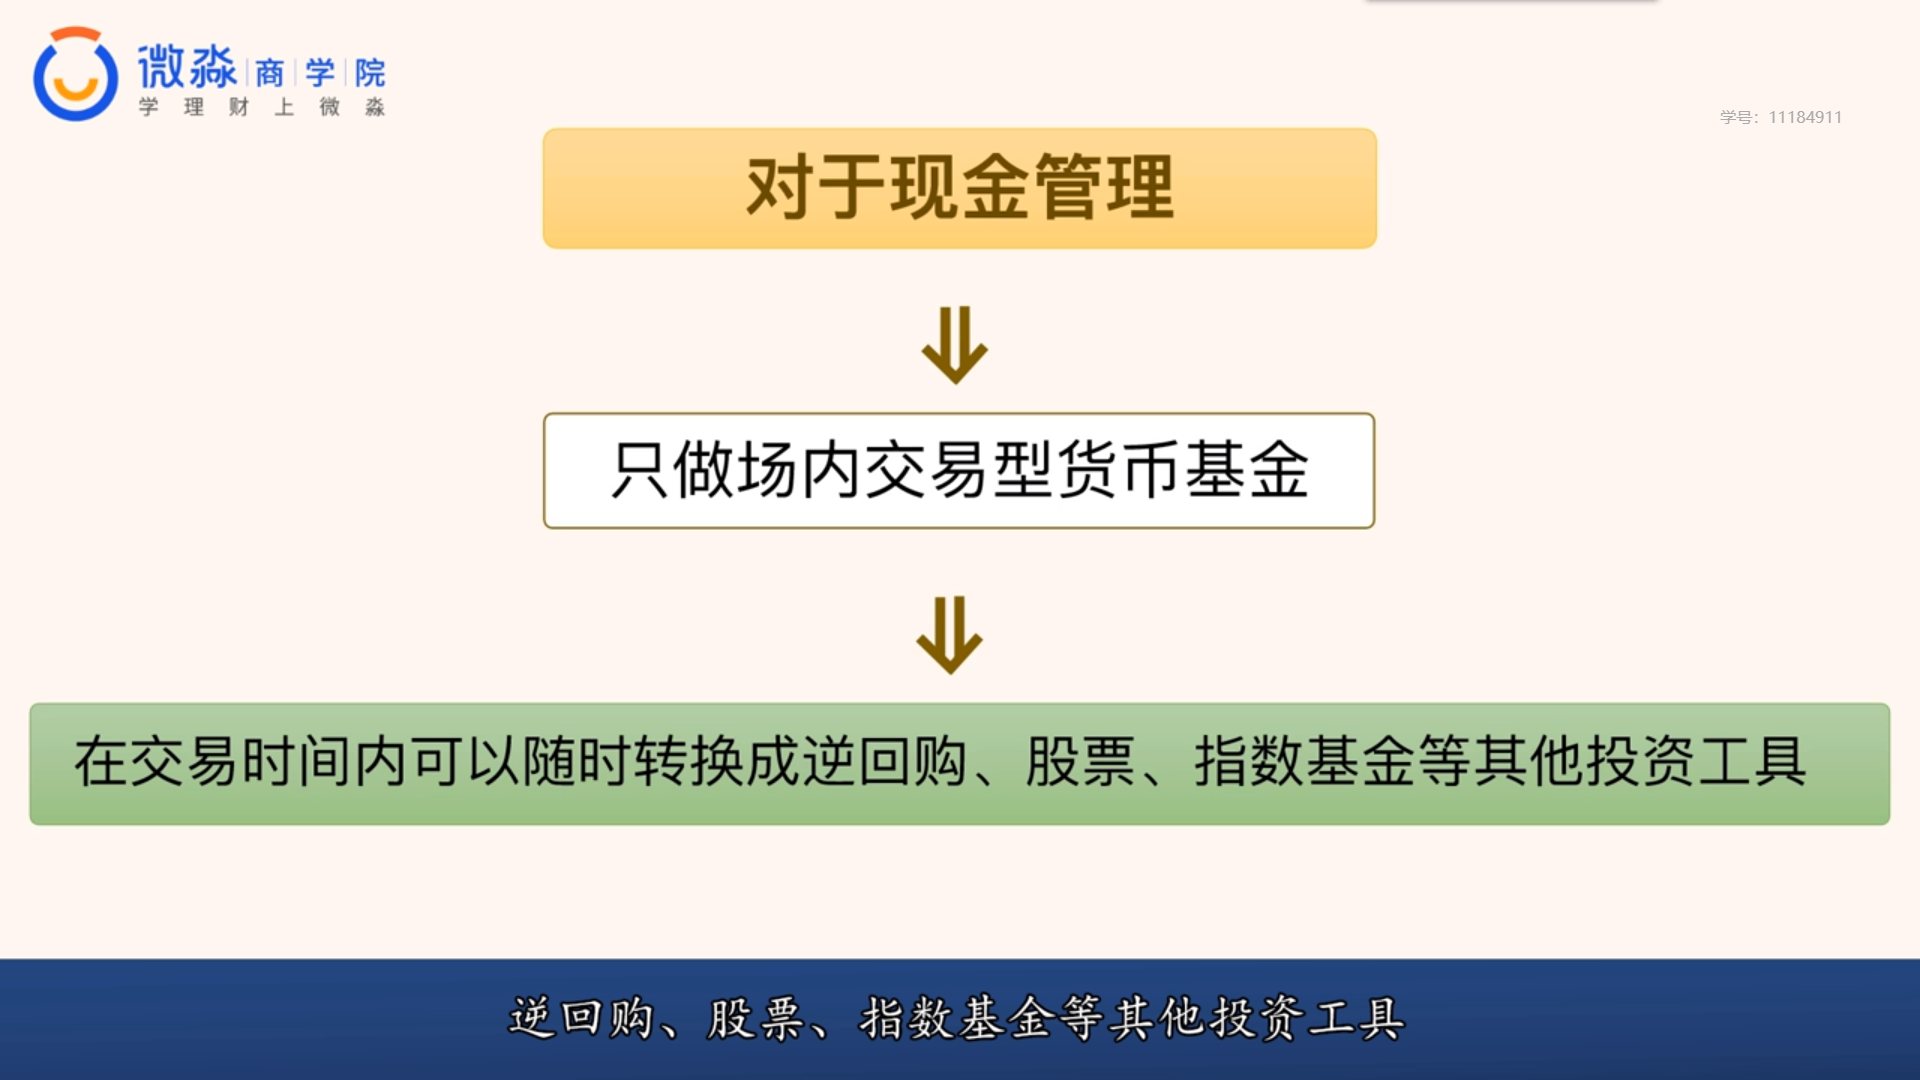 微淼商学院
学理财上微淼
学号：11184911
对于现金管理
只做场内交易型货币基金
在交易时间内可以随时转换成逆回购、股票、指数基金等其他投资工具
逆回购、股票、指数基金等其他投资工具